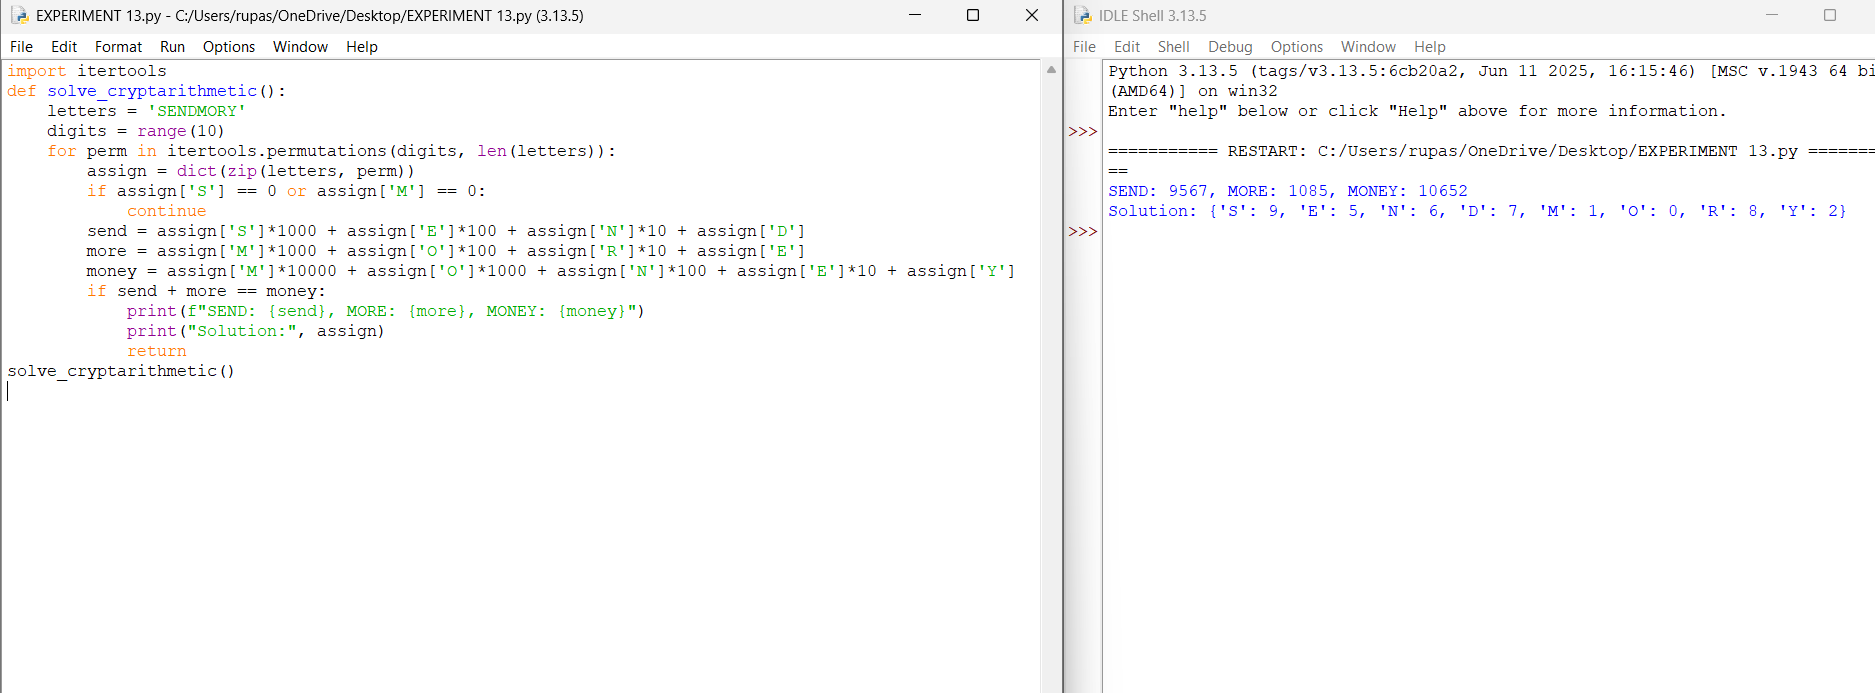 EXPERIMENT 13.py - C:/Users/rupas/OneDrive/Desktop/EXPERIMENT 13.py (3.13.5)
File Edit Format Run Options Window Help
import itertools
def solve_cryptarithmetic():
    letters = 'SENDMORY'
    digits = range(10)
    for perm in itertools.permutations(digits, len(letters)):
        assign = dict(zip(letters, perm))
        if assign['S'] == 0 or assign['M'] == 0:
            continue
        send = assign['S']*1000 + assign['E']*100 + assign['N']*10 + assign['D']
        more = assign['M']*1000 + assign['O']*100 + assign['R']*10 + assign['E']
        money = assign['M']*10000 + assign['O']*1000 + assign['N']*100 + assign['E']*10 + assign['Y']
        if send + more == money:
            print(f"SEND: {send}, MORE: {more}, MONEY: {money}")
            print("Solution:", assign)
            return
solve_cryptarithmetic()
IDLE Shell 3.13.5
File Edit Shell Debug Options Window Help
Python 3.13.5 (tags/v3.13.5:6cb20a2, Jun 11 2025, 16:15:46) [MSC v.1943 64 bi
(AMD64)] on win32
Enter "help" below or click "Help" above for more information.
>>>
=========== RESTART: C:/Users/rupas/OneDrive/Desktop/EXPERIMENT 13.py =======
==
SEND: 9567, MORE: 1085, MONEY: 10652
Solution: {'S': 9, 'E': 5, 'N': 6, 'D': 7, 'M': 1, 'O': 0, 'R': 8, 'Y': 2}
>>>